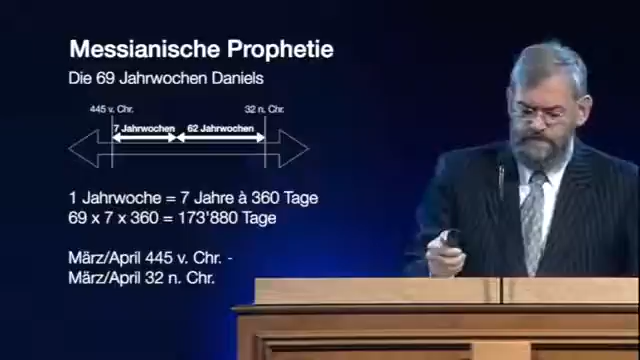 Messianische Prophetie
Die 69 Jahrwochen Daniels
445 v. Chr.
32 n. Chr.
7 Jahrwochen
62 Jahrwochen
1 Jahrwoche = 7 Jahre à 360 Tage
69 x 7 x 360 = 173'880 Tage
März/April 445 v. Chr. -
März/April 32 n. Chr.